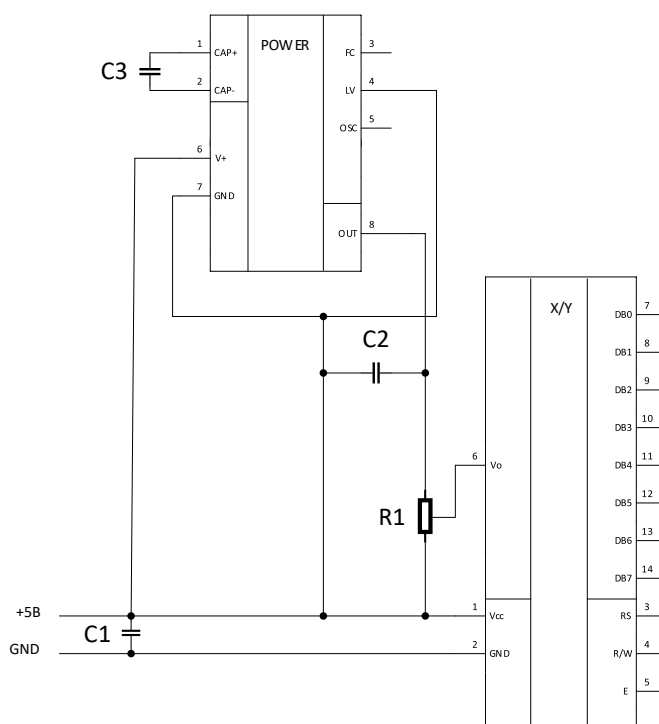 POWER
1
CAP+
3
FC
C3
2
CAP-
4
LV
5
OSC
6
V+
7
GND
8
OUT
X/Y
7
DB0
C2
8
DB1
9
DB2
10
DB3
6
Vo
11
DB4
R1
12
DB5
13
DB6
14
DB7
+5B
1
Vcc
3
RS
C1
GND
2
GND
4
R/W
5
E